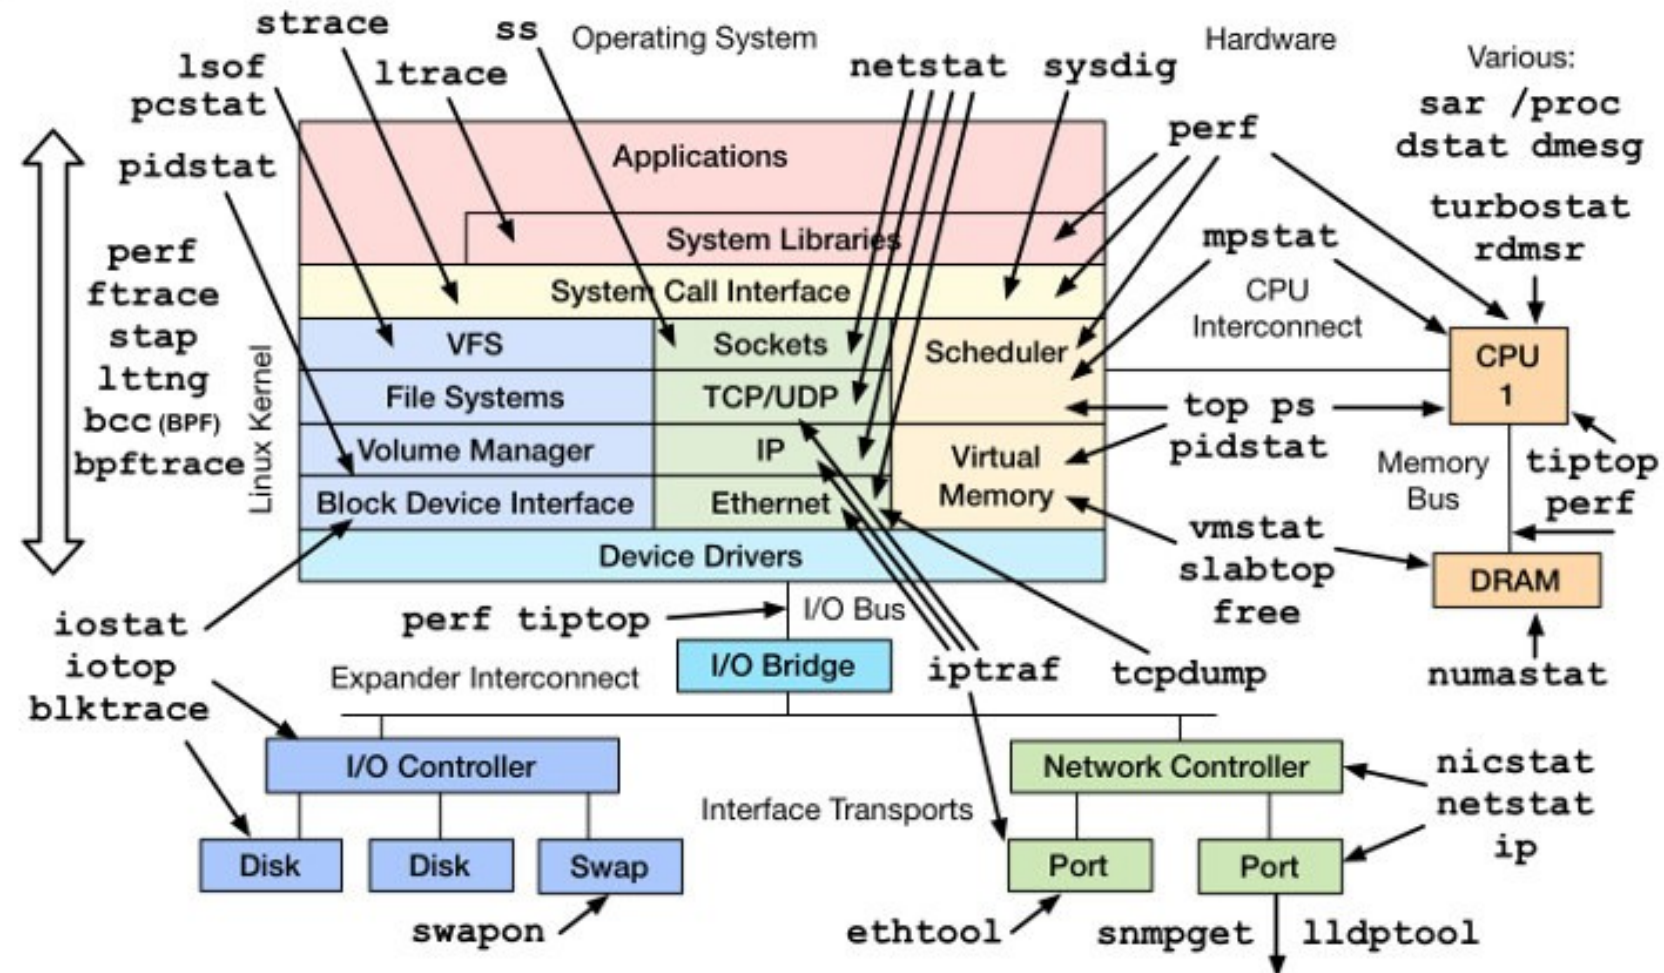 strace
ss
Operating System
Hardware
lsof
pcstat
ltrace
netstat
sysdig
Various:
sar /proc
dstat dmesg
perf
Applications
pidstat
turbostat
rdmsr
System Libraries
mpstat
perf
ftrace
stap
lttng
bcc (BPF)
bpftrace
Linux Kernel
System Call Interface
CPU
Interconnect
VFS
Sockets
Scheduler
CPU
1
File Systems
TCP/UDP
top ps
pidstat
Volume Manager
IP
Virtual
Memory
Memory
Bus
tiptop
perf
Block Device Interface
Ethernet
vmstat
slabtop
free
Device Drivers
DRAM
iostat
iotop
blktrace
perf tiptop
I/O Bus
I/O Bridge
Expander Interconnect
iptraf
tcpdump
numastat
I/O Controller
Network Controller
nicstat
netstat
ip
Interface Transports
Disk
Disk
Swap
Port
Port
swapon
ethtool
snmpget
lldptool